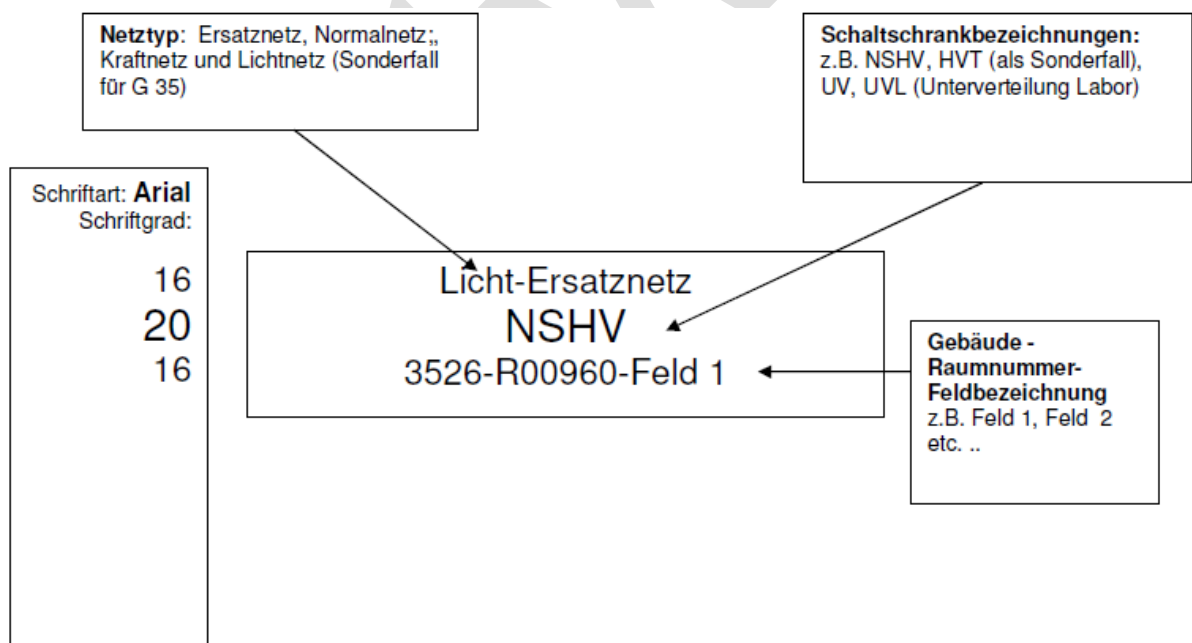 Netztyp: Ersatznetz, Normalnetz;,
Kraftnetz und Lichtnetz (Sonderfall
für G 35)
Schaltschrankbezeichnungen:
z.B. NSHV, HVT (als Sonderfall),
UV, UVL (Unterverteilung Labor)
Schriftart: Arial
Schriftgrad:
16
20
16
Licht-Ersatznetz
NSHV
3526-R00960-Feld 1
Gebäude -
Raumnummer-
Feldbezeichnung
z.B. Feld 1, Feld 2
etc. ..